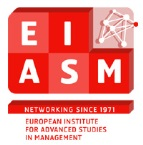 E I
A S M
NETWORKING SINCE 1971
EUROPEAN INSTITUTE
FOR ADVANCED STUDIES
IN MANAGEMENT